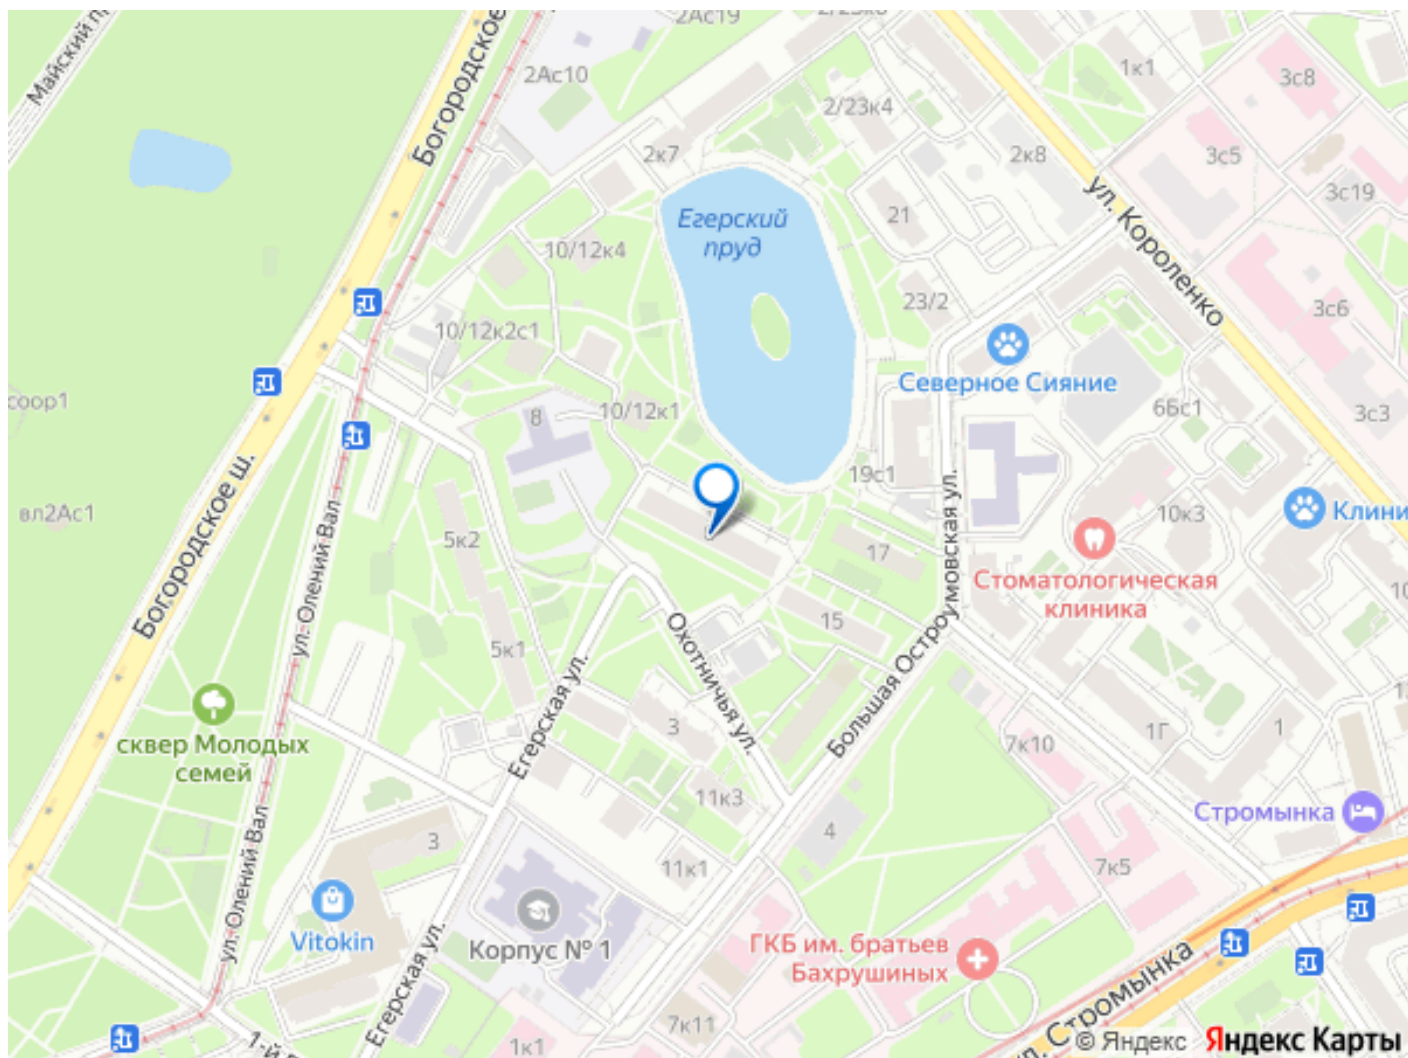 2Ас19
2/23к8
Майский
Богородское
2Ас10
1к1
3с8
2/23к4
2к7
2к8
3с5
3с19
ул. Короленко
Егерский
пруд
21
10/12к4
23/2
3с6
10/12к2с1
Северное Сияние
соор1
8
10/12к1
66с1
3с3
19с1
Богородское ш.
вл2Ас1
5к2
ул. Олений Вал
17
10к3
Клини
Стоматологическая
клиника
10
15
Большая Остроумовская ул.
Охотничья ул.
5к1
Егерская ул.
3
сквер Молодых
семей
7к10
1Г
1
11к3
Стромынка
4
3
ул. Олений Вал
11к1
7к5
Vitokin
Корпус № 1
ГКБ им. братьев
Бахрушиных
Егерская ул.
ул. Стромынка
7к11
1-й
1к1
© Яндекс
Яндекс Карты